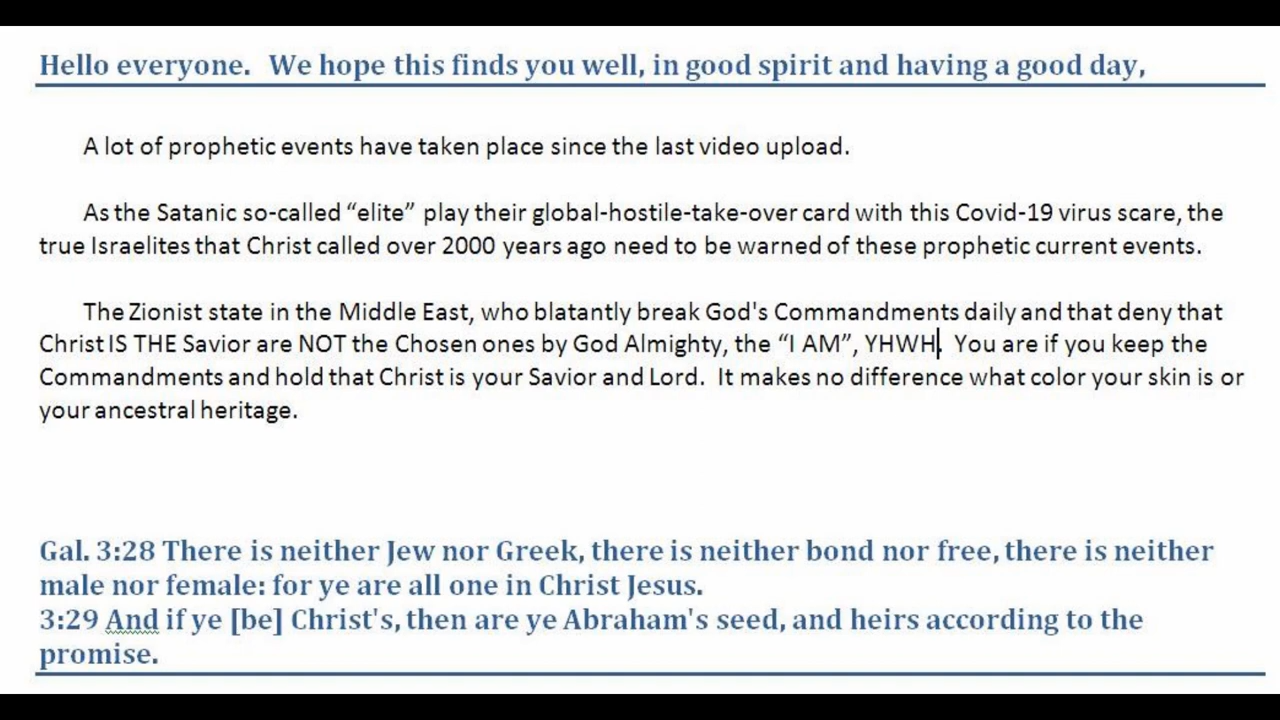 Hello everyone.  We hope this finds you well, in good spirit and having a good day,
A lot of prophetic events have taken place since the last video upload.
As the Satanic so-called “elite” play their global-hostile-take-over card with this Covid-19 virus scare, the
true Israelites that Christ called over 2000 years ago need to be warned of these prophetic current events.
The Zionist state in the Middle East, who blatantly break God's Commandments daily and that deny that
Christ IS THE Savior are NOT the Chosen ones by God Almighty, the “I AM”, YHWH.  You are if you keep the
Commandments and hold that Christ is your Savior and Lord.  It makes no difference what color your skin is or
your ancestral heritage.
Gal. 3:28 There is neither Jew nor Greek, there is neither bond nor free, there is neither
male nor female: for ye are all one in Christ Jesus.
3:29 And if ye [be] Christ's, then are ye Abraham's seed, and heirs according to the
promise.